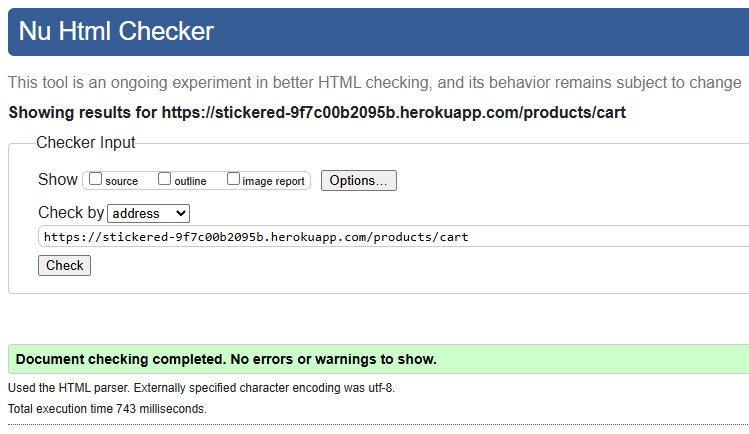 Nu Html Checker
This tool is an ongoing experiment in better HTML checking, and its behavior remains subject to change
Showing results for https://stickered-9f7c00b2095b.herokuapp.com/products/cart
Checker Input
Show source outline image report Options...
Check by address
https://stickered-9f7c00b2095b.herokuapp.com/products/cart
Check
Document checking completed. No errors or warnings to show.
Used the HTML parser. Externally specified character encoding was utf-8.
Total execution time 743 milliseconds.